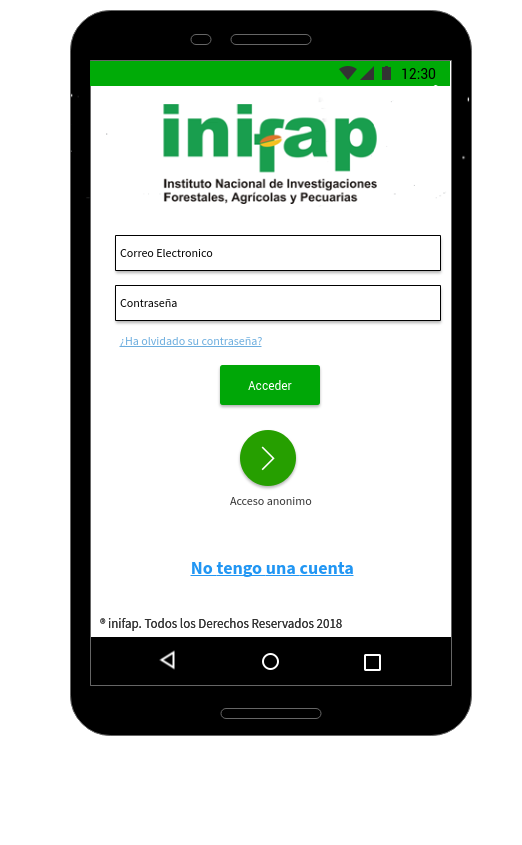 12:30
inifap
Instituto Nacional de Investigaciones
Forestales, Agrícolas y Pecuarias
Correo Electronico
Contraseña
¿Ha olvidado su contraseña?
Acceder
Acceso anonimo
No tengo una cuenta
® inifap. Todos los Derechos Reservados 2018